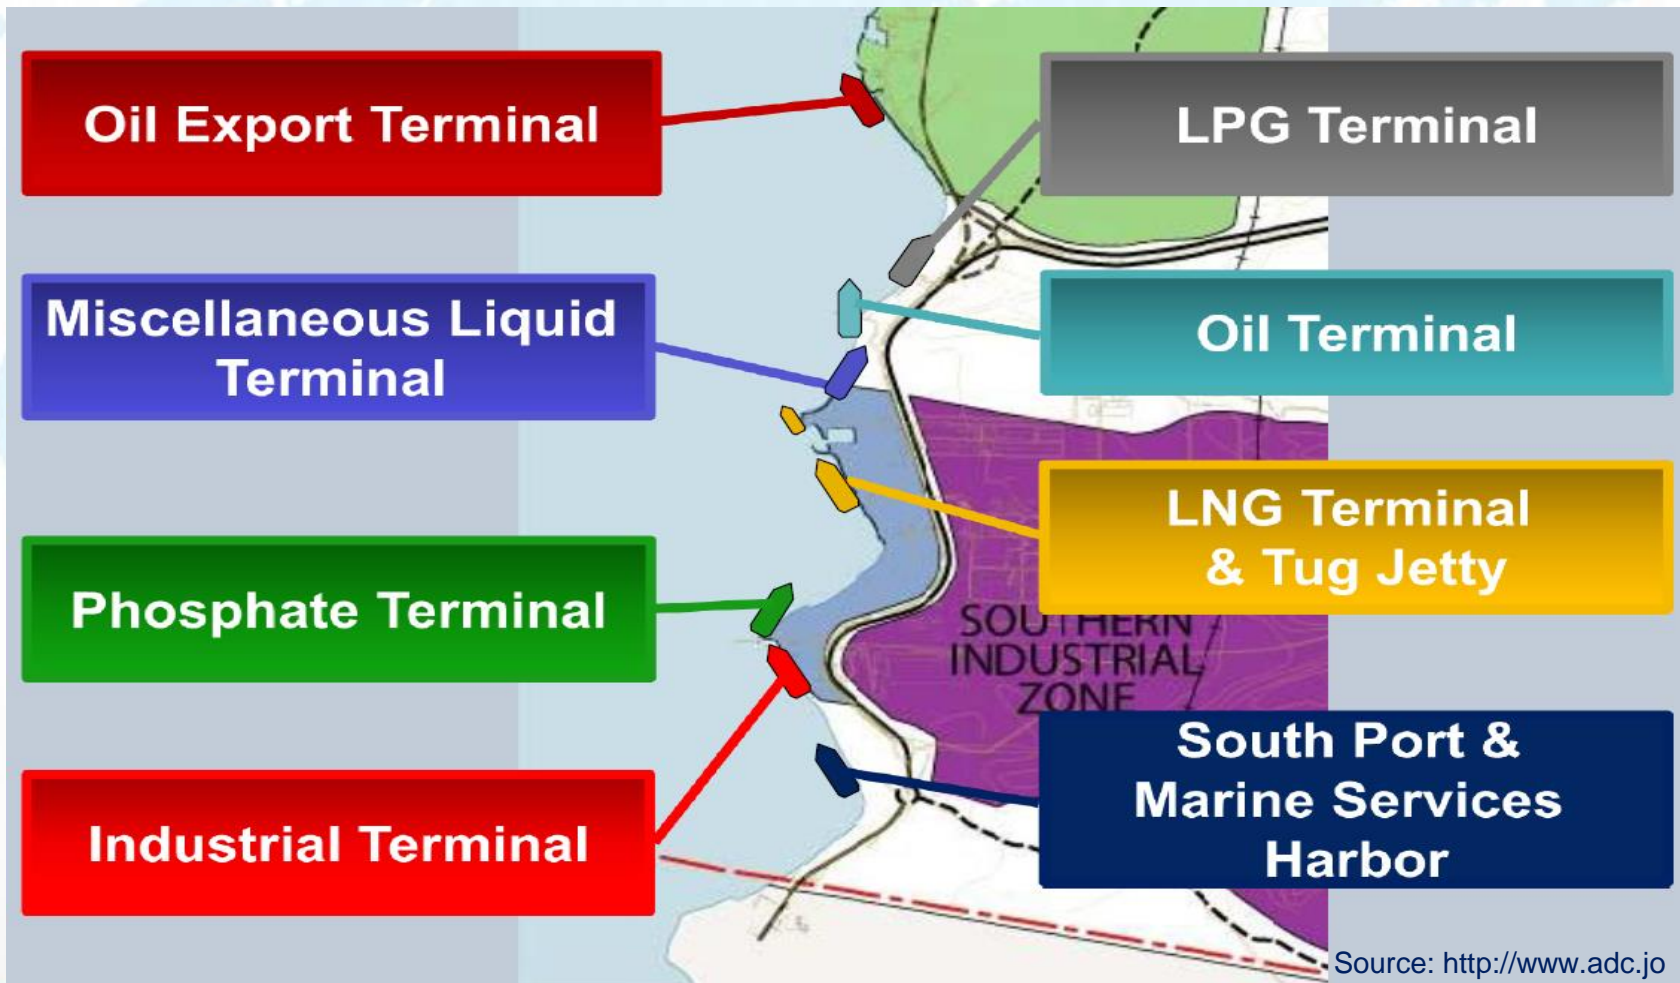 Oil Export Terminal
LPG Terminal
Miscellaneous Liquid
Terminal
Oil Terminal
LNG Terminal
& Tug Jetty
Phosphate Terminal
SOUTHERN
INDUSTRIAL
ZONE
South Port &
Marine Services
Harbor
Industrial Terminal
Source: http://www.adc.jo